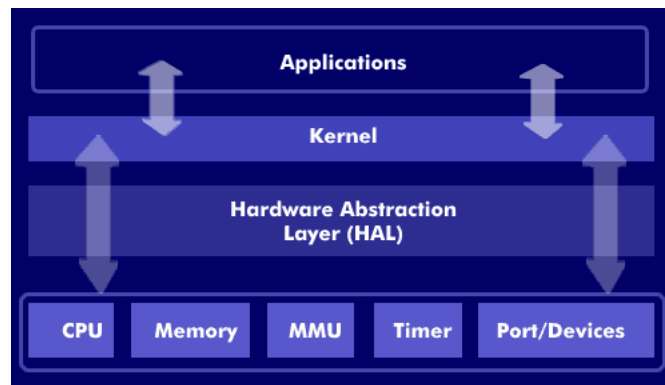 Applications
Kernel
Hardware Abstraction
Layer (HAL)
CPU
Memory
MMU
Timer
Port/Devices